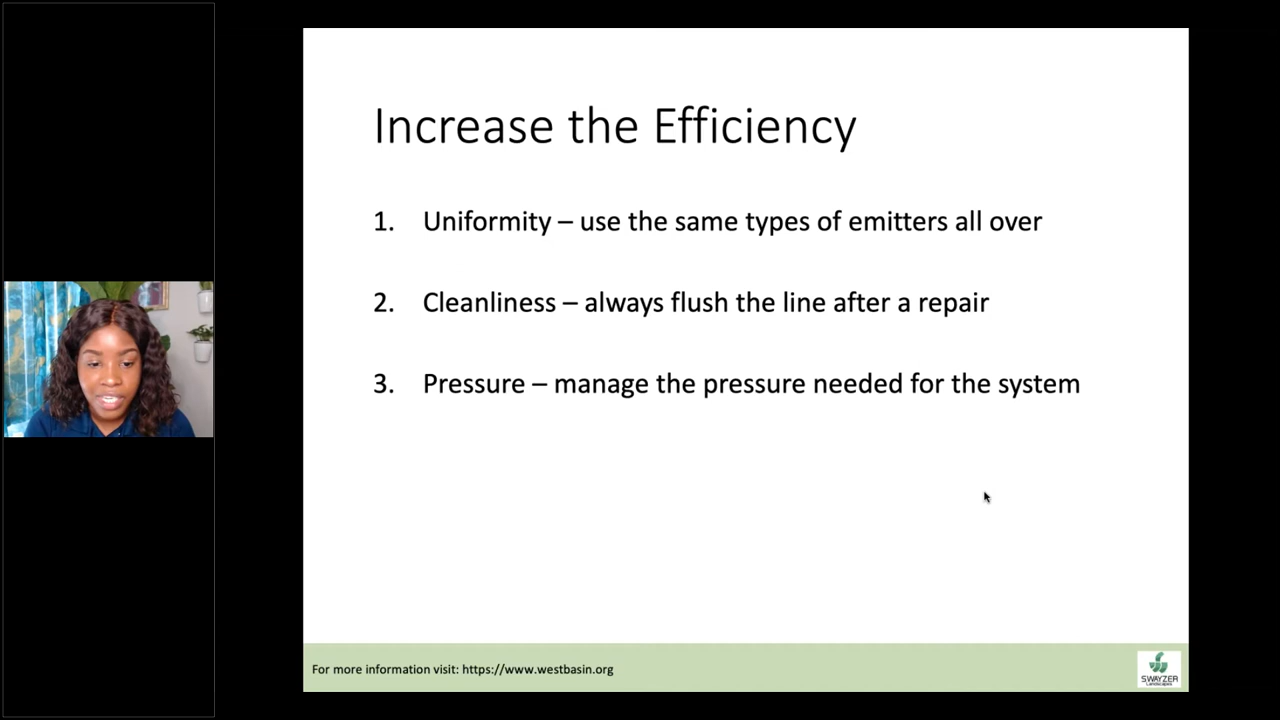 Increase the Efficiency
1. Uniformity – use the same types of emitters all over
2. Cleanliness – always flush the line after a repair
3. Pressure – manage the pressure needed for the system
For more information visit: https://www.westbasin.org
SWAYZER
Landscapes